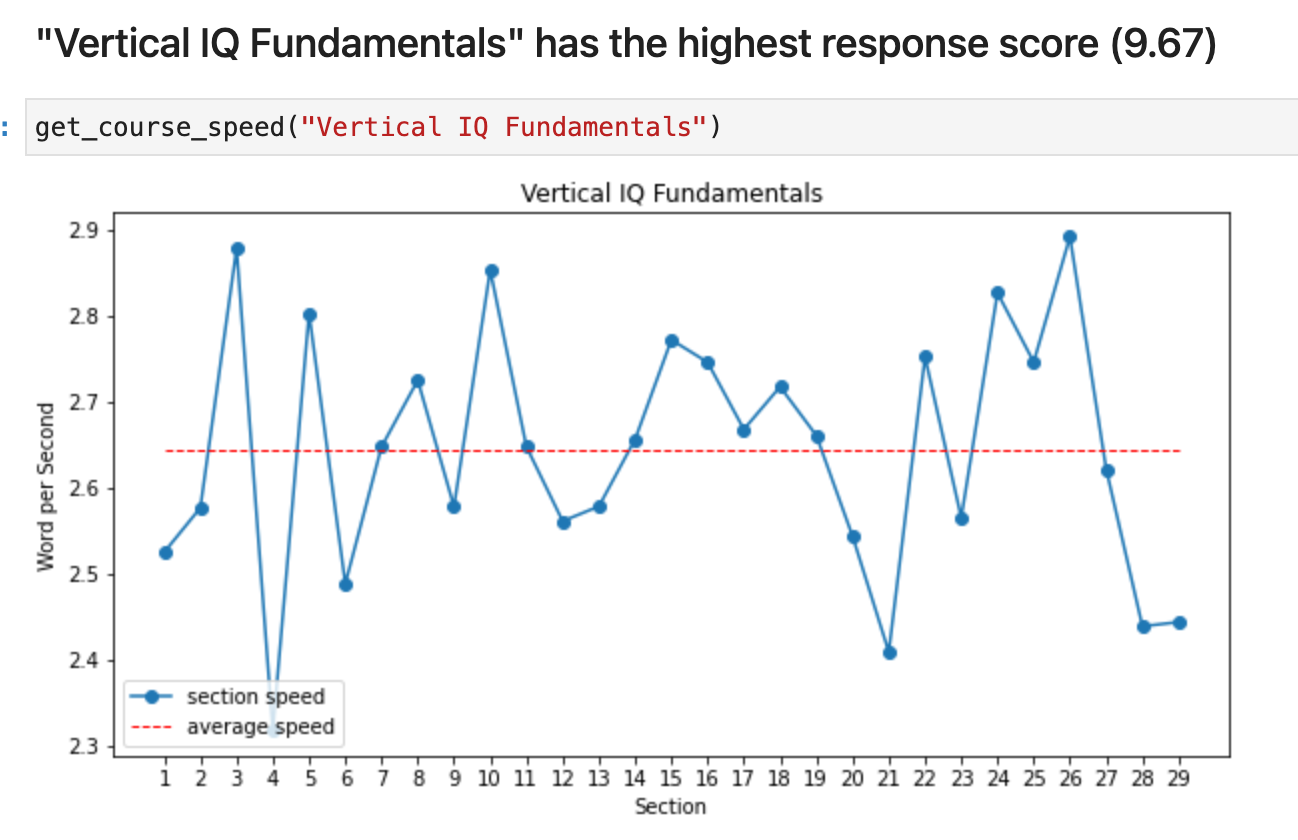 "Vertical IQ Fundamentals" has the highest response score (9.67)
: get_course_speed("Vertical IQ Fundamentals")
Vertical IQ Fundamentals
2.9
2.8
2.7
2.6
2.5
2.4
2.3
Word per Second
section speed
average speed
1 2 3 4 5 6 7 8 9 10 11 12 13 14 15 16 17 18 19 20 21 22 23 24 25 26 27 28 29
Section